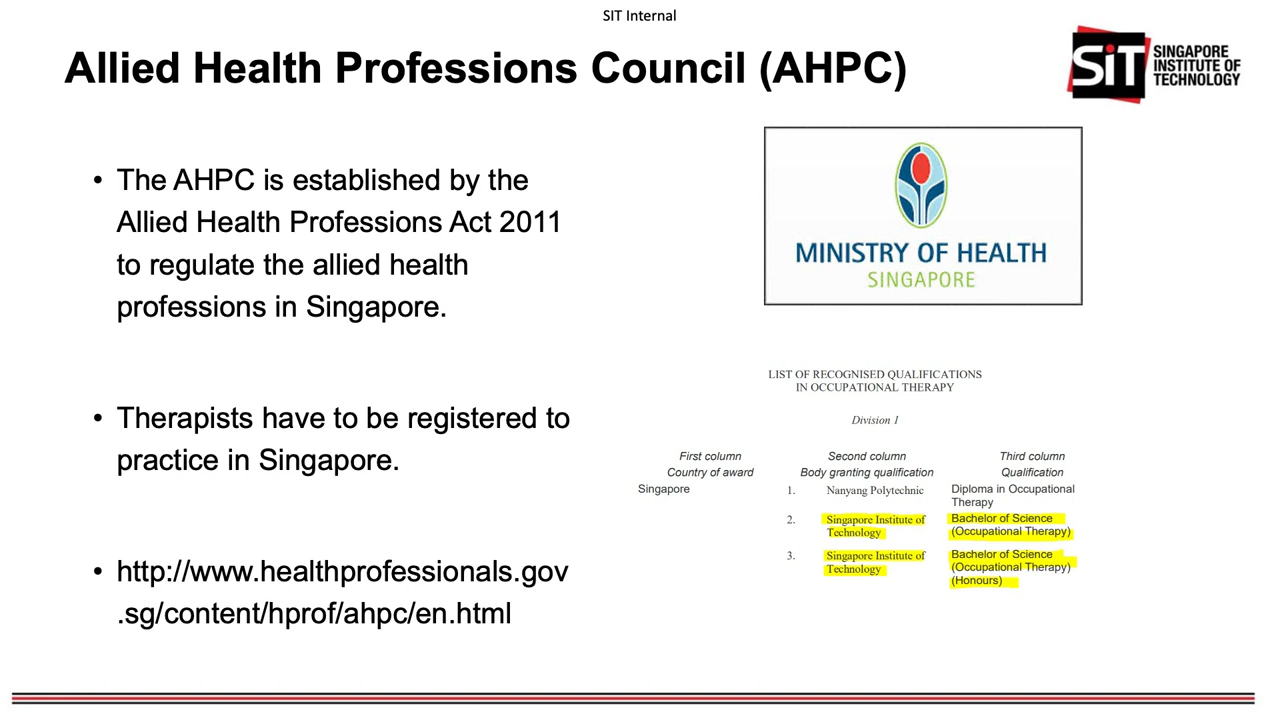 SIT Internal
Allied Health Professions Council (AHPC)
SiT
SINGAPORE
INSTITUTE OF
TECHNOLOGY
• The AHPC is established by the
Allied Health Professions Act 2011
to regulate the allied health
professions in Singapore.
• Therapists have to be registered to
practice in Singapore.
• http://www.healthprofessionals.gov
.sg/content/hprof/ahpc/en.html
MINISTRY OF HEALTH
SINGAPORE
LIST OF RECOGNISED QUALIFICATIONS
IN OCCUPATIONAL THERAPY
Division 1
First column Second column Third column
Country of award Body granting qualification Qualification
Singapore 1. Nanyang Polytechnic Diploma in Occupational
Therapy
2. Singapore Institute of Bachelor of Science
Technology (Occupational Therapy)
3. Singapore Institute of Bachelor of Science
Technology (Occupational Therapy)
(Honours)